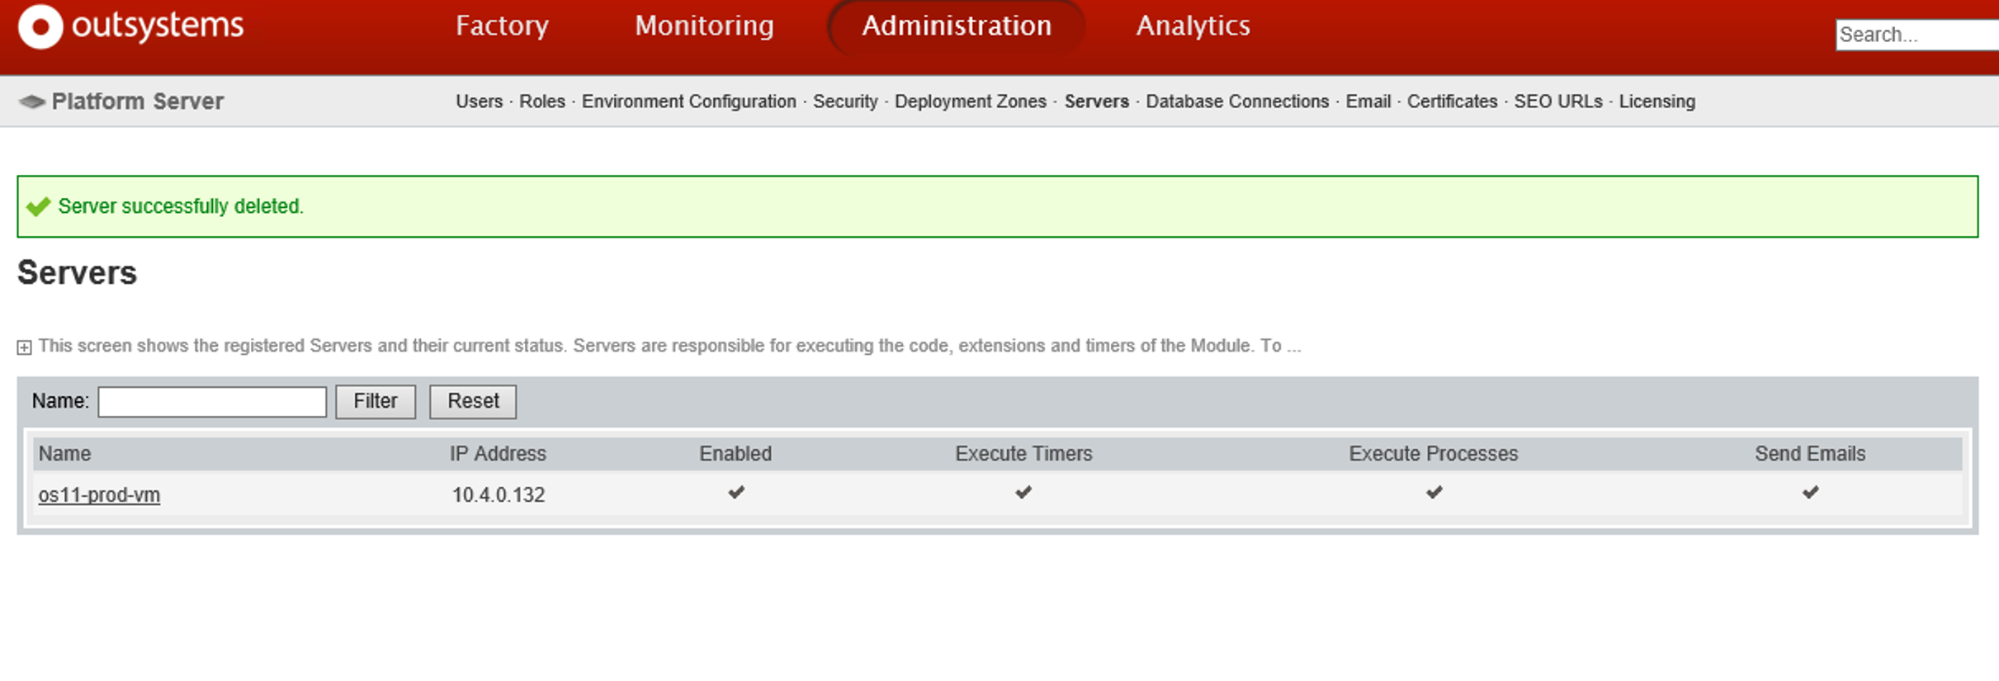 outsystems Factory Monitoring Administration Analytics Search...
Platform Server Users · Roles · Environment Configuration · Security · Deployment Zones · Servers · Database Connections · Email · Certificates · SEO URLs · Licensing
Server successfully deleted.
Servers
This screen shows the registered Servers and their current status. Servers are responsible for executing the code, extensions and timers of the Module. To ...
Name: Filter Reset
Name IP Address Enabled Execute Timers Execute Processes Send Emails
os11-prod-vm 10.4.0.132